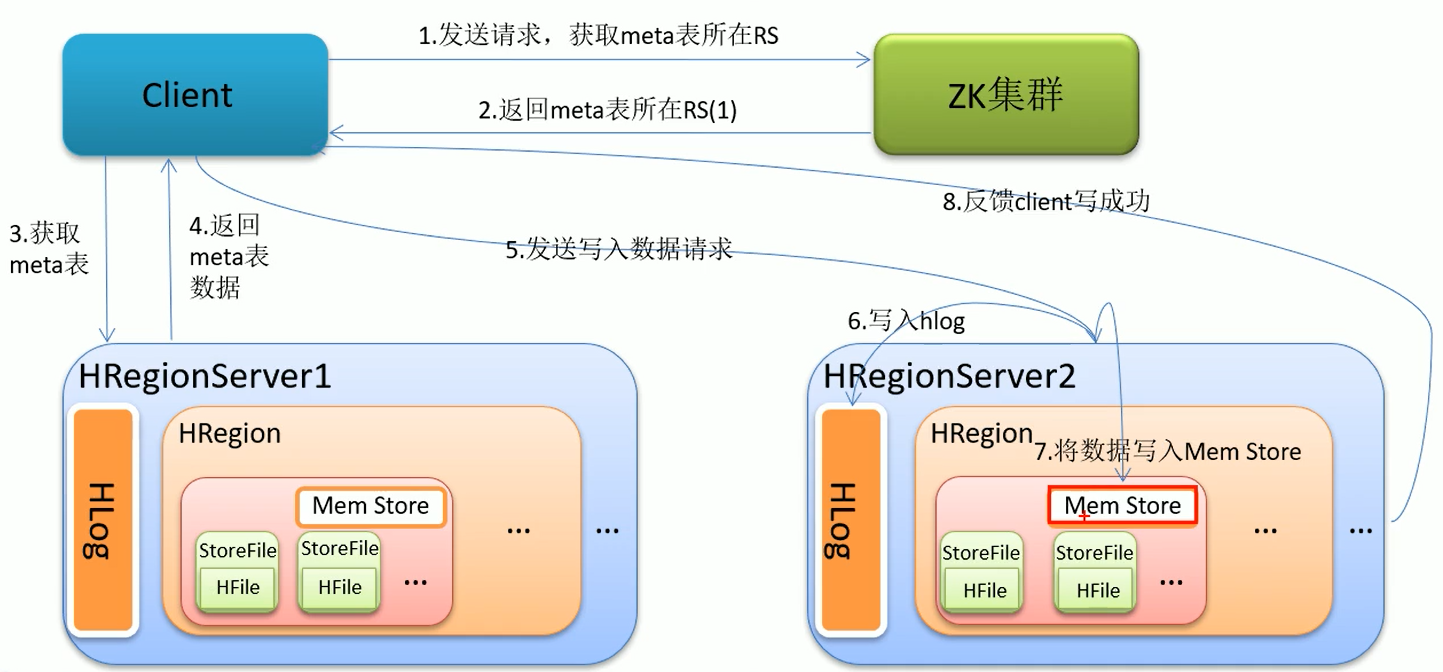 1.发送请求，获取meta表所在RS
Client
ZK集群
2.返回meta表所在RS(1)
8.反馈client写成功
3.获取
meta表
4.返回
meta表
数据
5.发送写入数据请求
6.写入hlog
HRegionServer1
HLog
HRegion
Mem Store
StoreFile
HFile
StoreFile
HFile
...
...
...
HRegionServer2
HLog
HRegion
7.将数据写入Mem Store
Mem Store
StoreFile
HFile
StoreFile
HFile
...
...
...